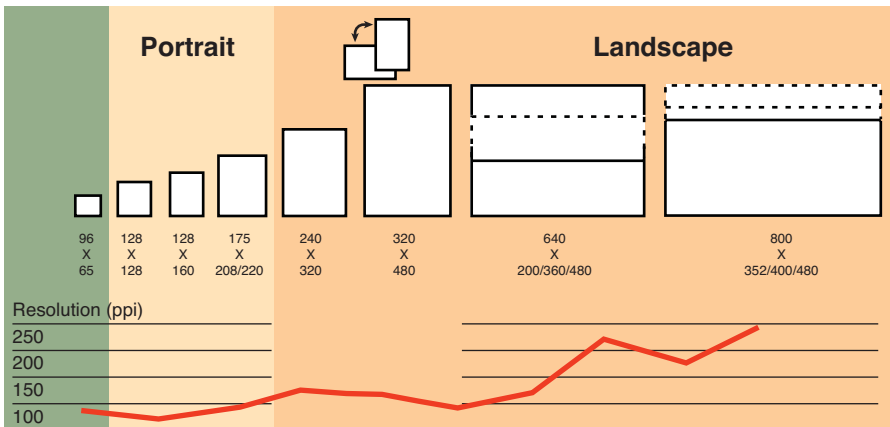 Portrait
Landscape
96
X
65
128
X
128
128
X
160
175
X
208/220
240
X
320
320
X
480
640
X
200/360/480
800
X
352/400/480
Resolution (ppi)
250
200
150
100